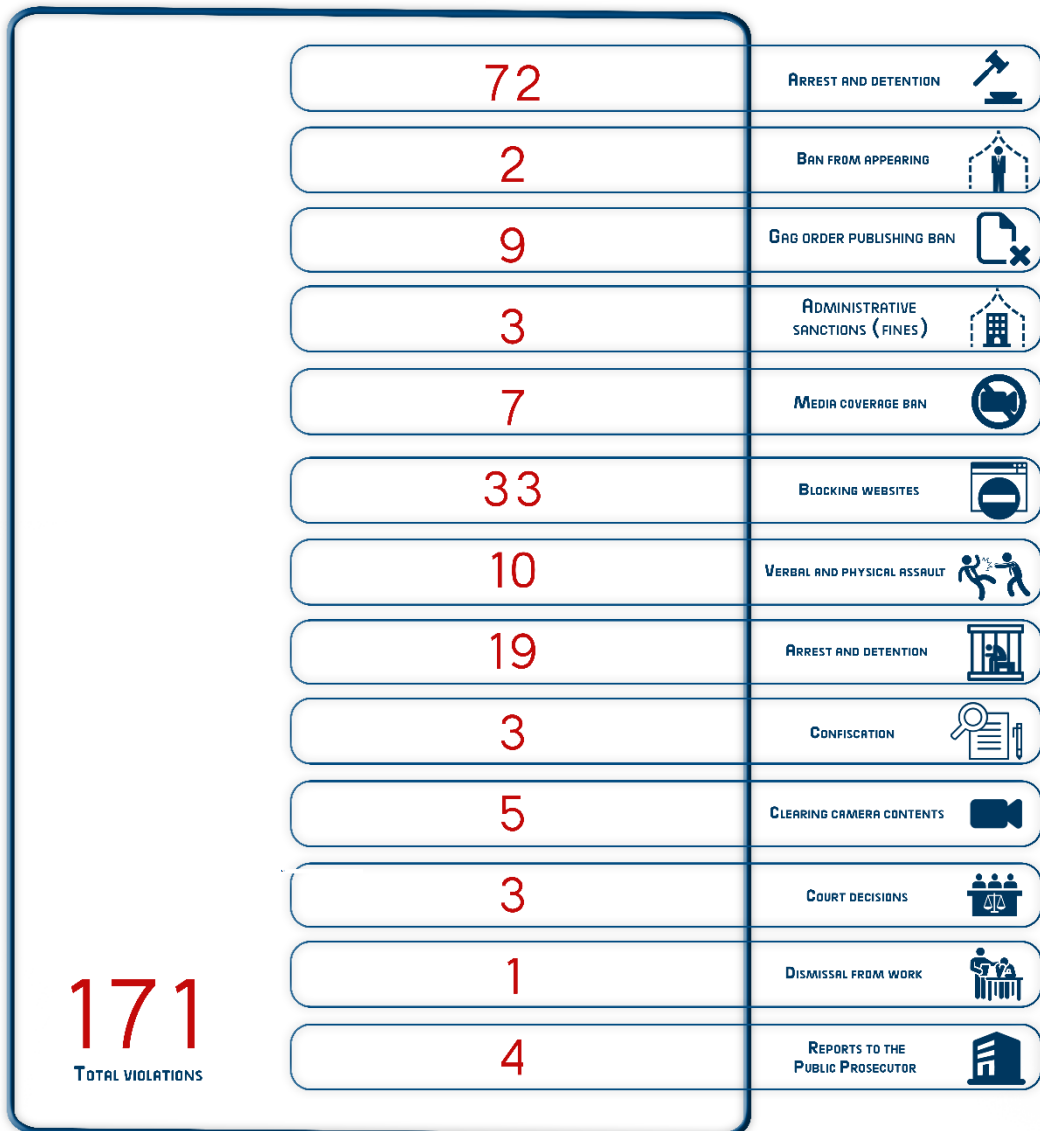 72
ARREST AND DETENTION
2
BAN FROM APPEARING
9
GAG ORDER PUBLISHING BAN
3
ADMINISTRATIVE
SANCTIONS (FINES)
7
MEDIA COVERAGE BAN
33
BLOCKING WEBSITES
10
VERBAL AND PHYSICAL ASSAULT
19
ARREST AND DETENTION
3
CONFISCATION
5
CLEARING CAMERA CONTENTS
3
COURT DECISIONS
1
DISMISSAL FROM WORK
4
REPORTS TO THE
PUBLIC PROSECUTOR
171
TOTAL VIOLATIONS